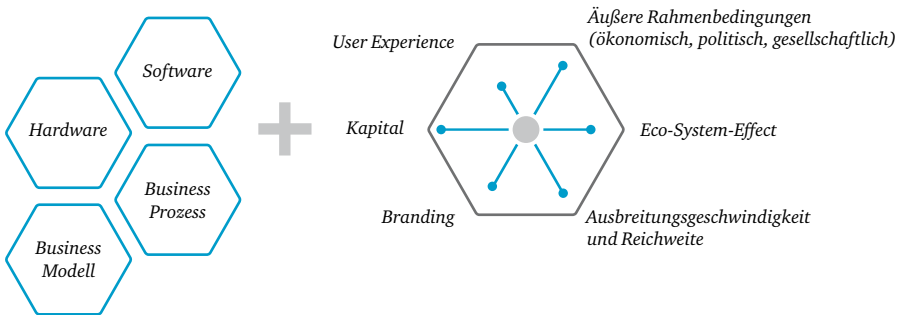 Software
Hardware
Business
Prozess
Business
Modell
User Experience
Äußere Rahmenbedingungen
(ökonomisch, politisch, gesellschaftlich)
Kapital
Eco-System-Effect
Branding
Ausbreitungsgeschwindigkeit
und Reichweite